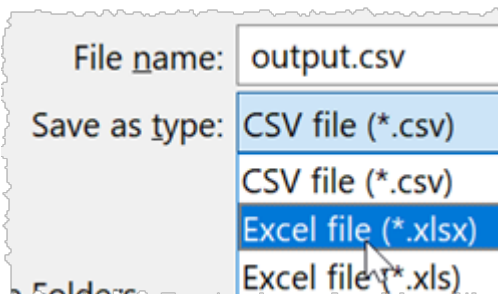 File name: output.csv
Save as type: CSV file (*.csv)
CSV file (*.csv)
Excel file (*.xlsx)
Excel file (*.xls)
Folders